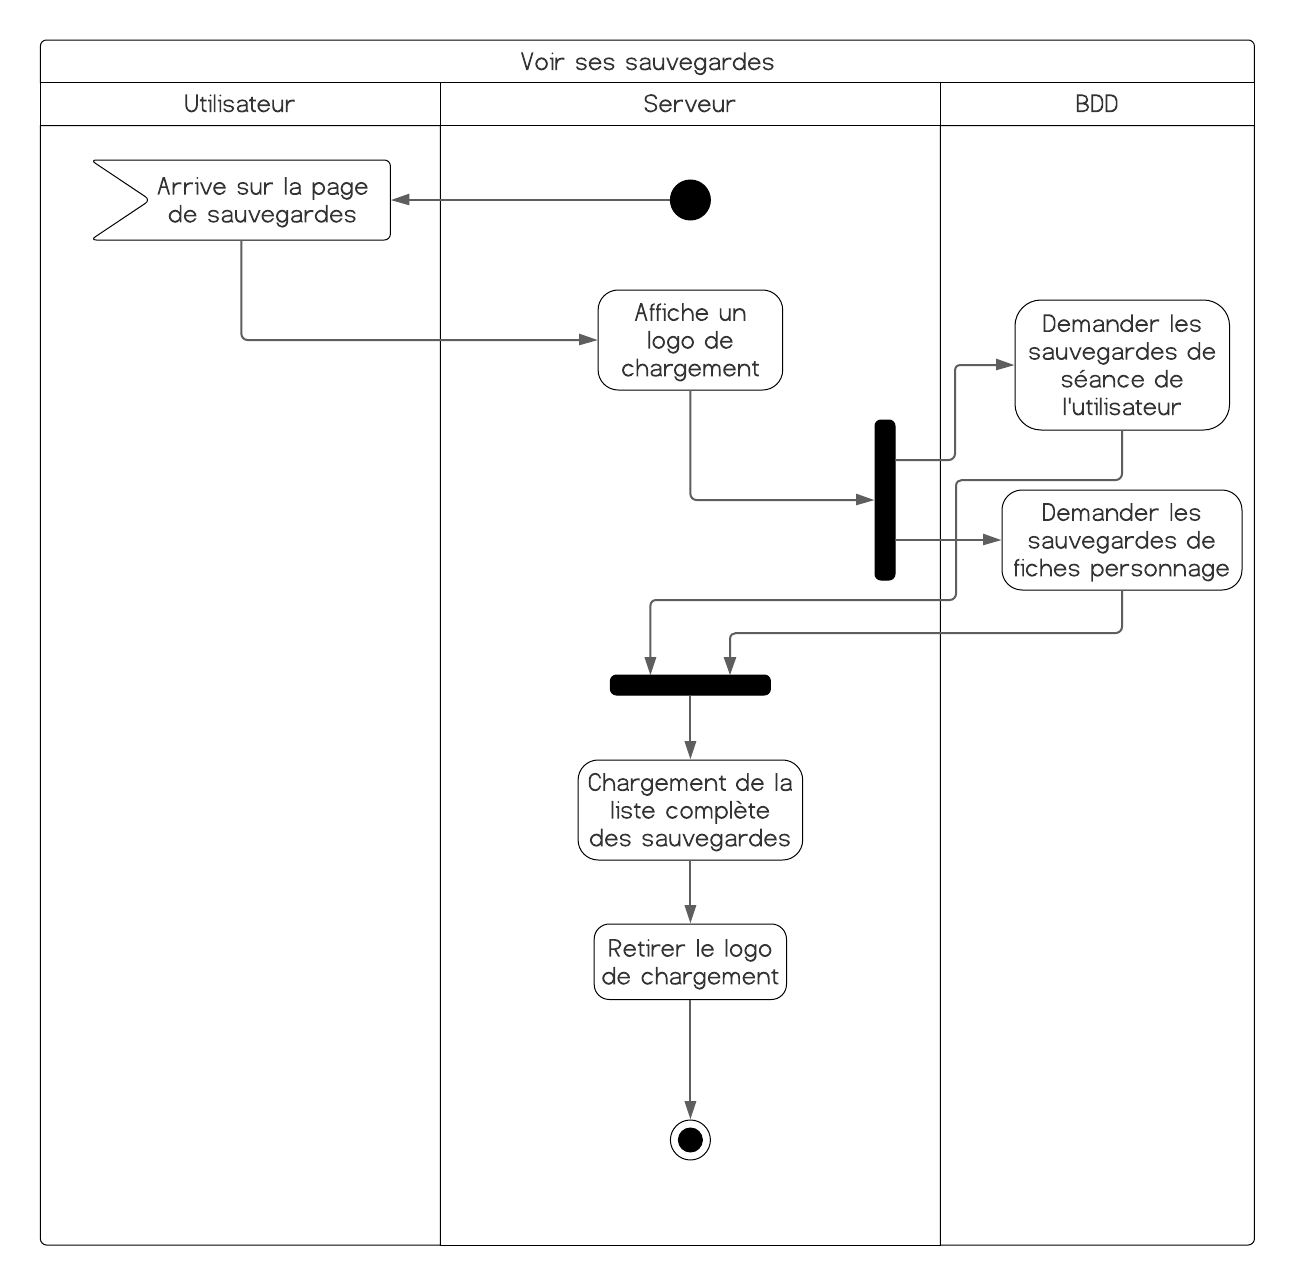 Voir ses sauvegardes
Utilisateur
Serveur
BDD
Arrive sur la page
de sauvegardes
Affiche un
logo de
chargement
Demander les
sauvegardes de
séance de
l'utilisateur
Demander les
sauvegardes de
fiches personnage
Chargement de la
liste complète
des sauvegardes
Retirer le logo
de chargement